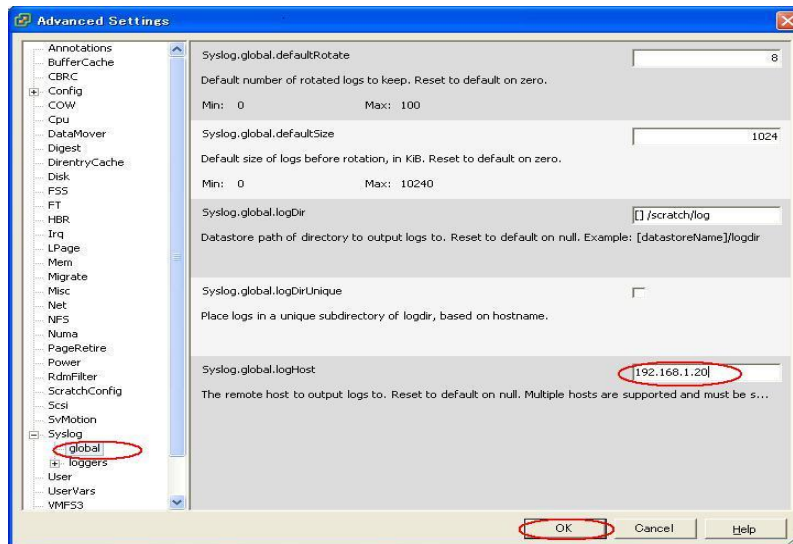 Advanced Settings
Annotations
BufferCache
CBRC
Config
COW
Cpu
DataMover
Digest
DirentryCache
Disk
FSS
FT
HBR
Irq
LPage
Mem
Migrate
Misc
Net
NFS
Numa
PageRetire
Power
RdmFilter
ScratchConfig
Scsi
SvMotion
Syslog
global
loggers
User
UserVars
VMFS3
Syslog.global.defaultRotate 8
Default number of rotated logs to keep. Reset to default on zero.
Min: 0 Max: 100
Syslog.global.defaultSize 1024
Default size of logs before rotation, in KiB. Reset to default on zero.
Min: 0 Max: 10240
Syslog.global.logDir [] /scratch/log
Datastore path of directory to output logs to. Reset to default on null. Example: [datastoreName]/logdir
Syslog.global.logDirUnique
Place logs in a unique subdirectory of logdir, based on hostname.
Syslog.global.logHost 192.168.1.20
The remote host to output logs to. Reset to default on null. Multiple hosts are supported and must be s...
OK Cancel Help